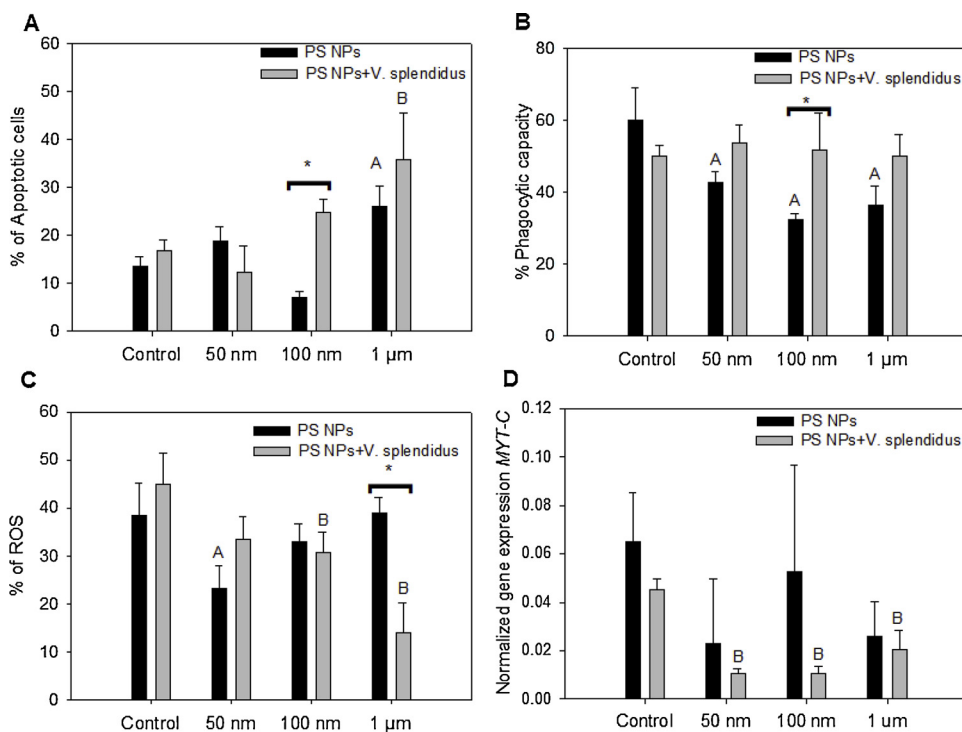 A
% of Apoptotic cells
60
50
40
30
20
10
0
PS NPs
PS NPs+V. splendidus
*
A
B
Control 50 nm 100 nm 1 µm
B
% Phagocytic capacity
80
60
40
20
0
PS NPs
PS NPs+V. splendidus
*
A
A
A
Control 50 nm 100 nm 1 µm
C
% of ROS
60
50
40
30
20
10
0
PS NPs
PS NPs+V. splendidus
*
A
B
B
Control 50 nm 100 nm 1 µm
D
Normalized gene expression MYT-C
0.12
0.10
0.08
0.06
0.04
0.02
0.00
PS NPs
PS NPs+V. splendidus
B
B
B
Control 50 nm 100 nm 1 um